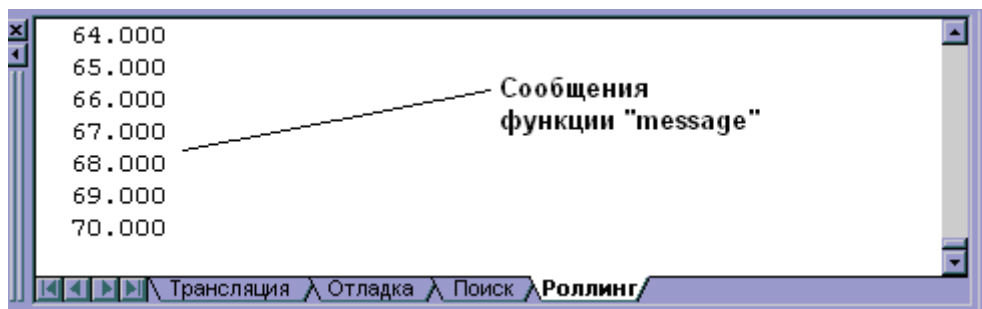 64.000
65.000
66.000
67.000
68.000
69.000
70.000
Сообщения
функции "message"
Трансляция Отладка Поиск Роллинг